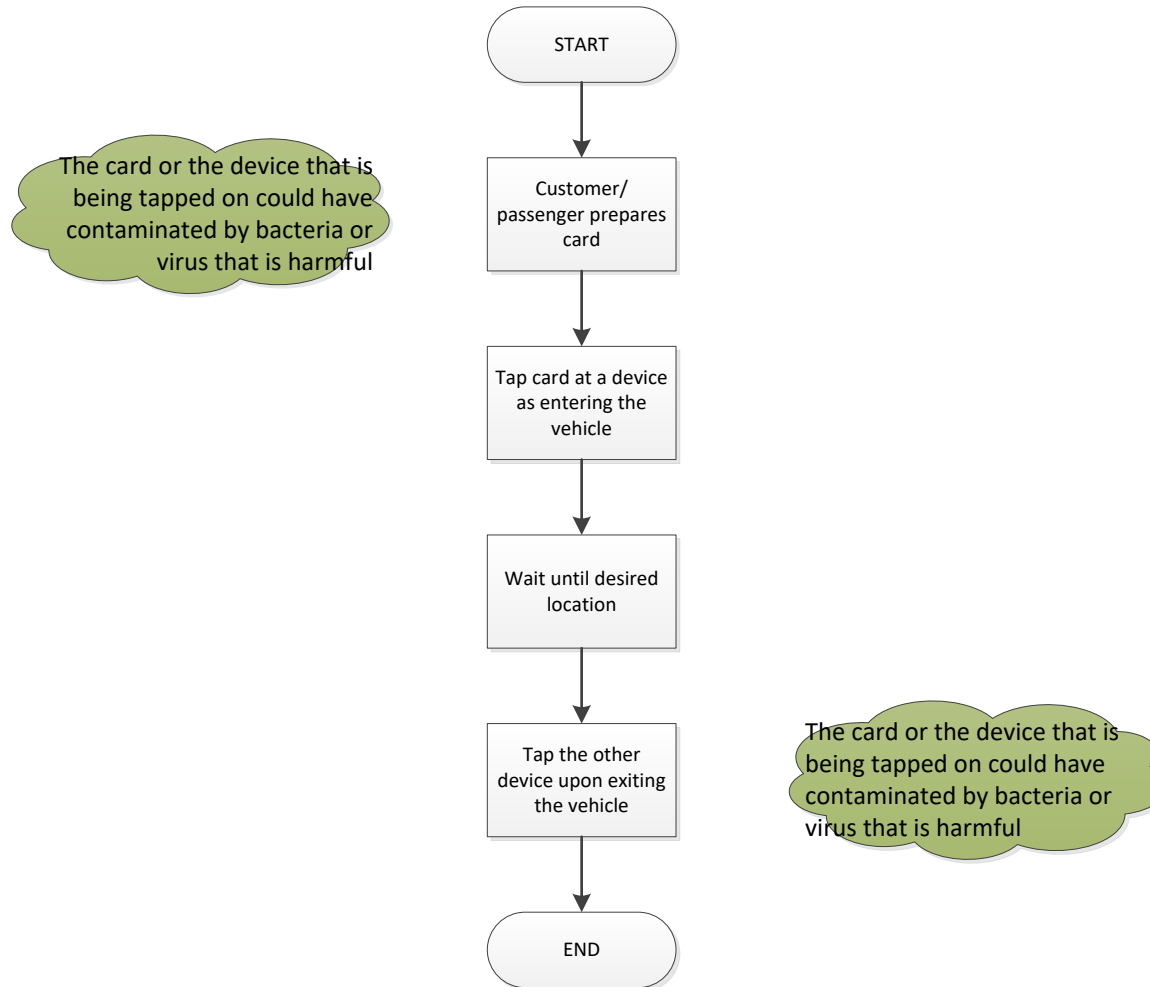 START
The card or the device that is
being tapped on could have
contaminated by bacteria or
virus that is harmful
Customer/
passenger prepares
card
Tap card at a device
as entering the
vehicle
Wait until desired
location
Tap the other
device upon exiting
the vehicle
The card or the device that is
being tapped on could have
contaminated by bacteria or
virus that is harmful
END